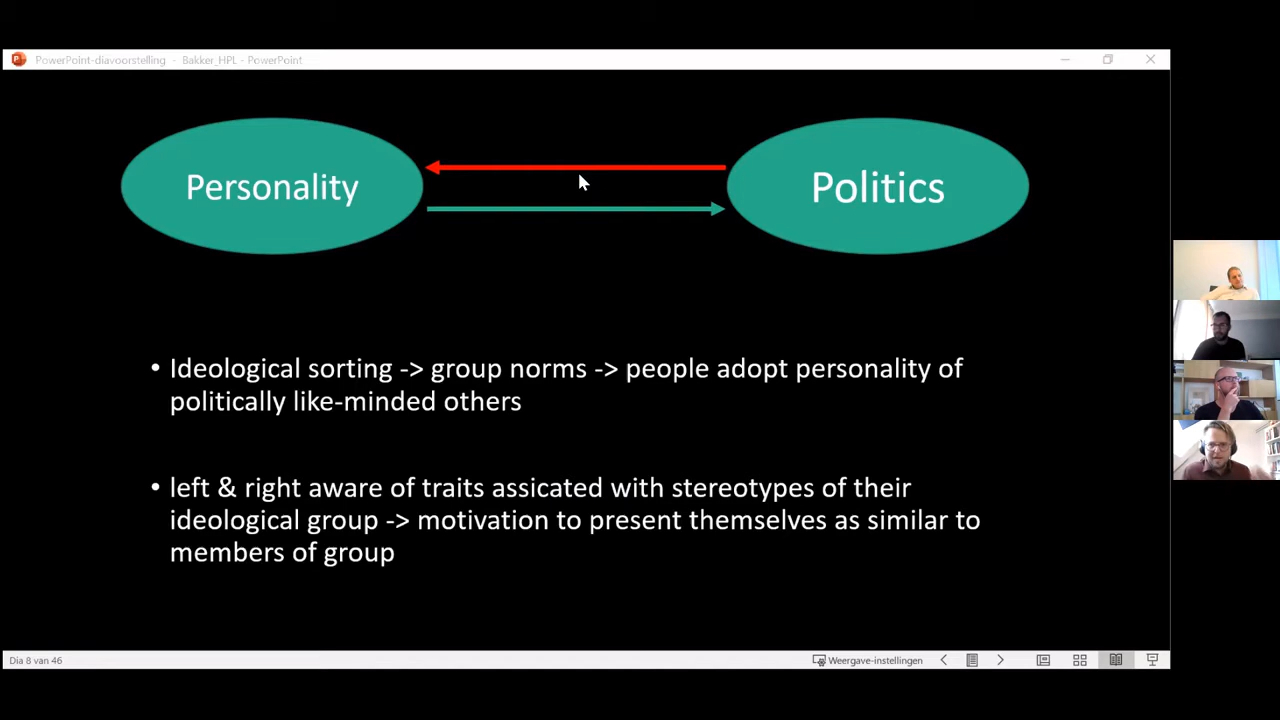 PowerPoint-diavoorstelling - Bakker_HPL - PowerPoint
Personality
Politics
• Ideological sorting -> group norms -> people adopt personality of
politically like-minded others
• left & right aware of traits assicated with stereotypes of their
ideological group -> motivation to present themselves as similar to
members of group
Dia 8 van 46
Weergave-instellingen